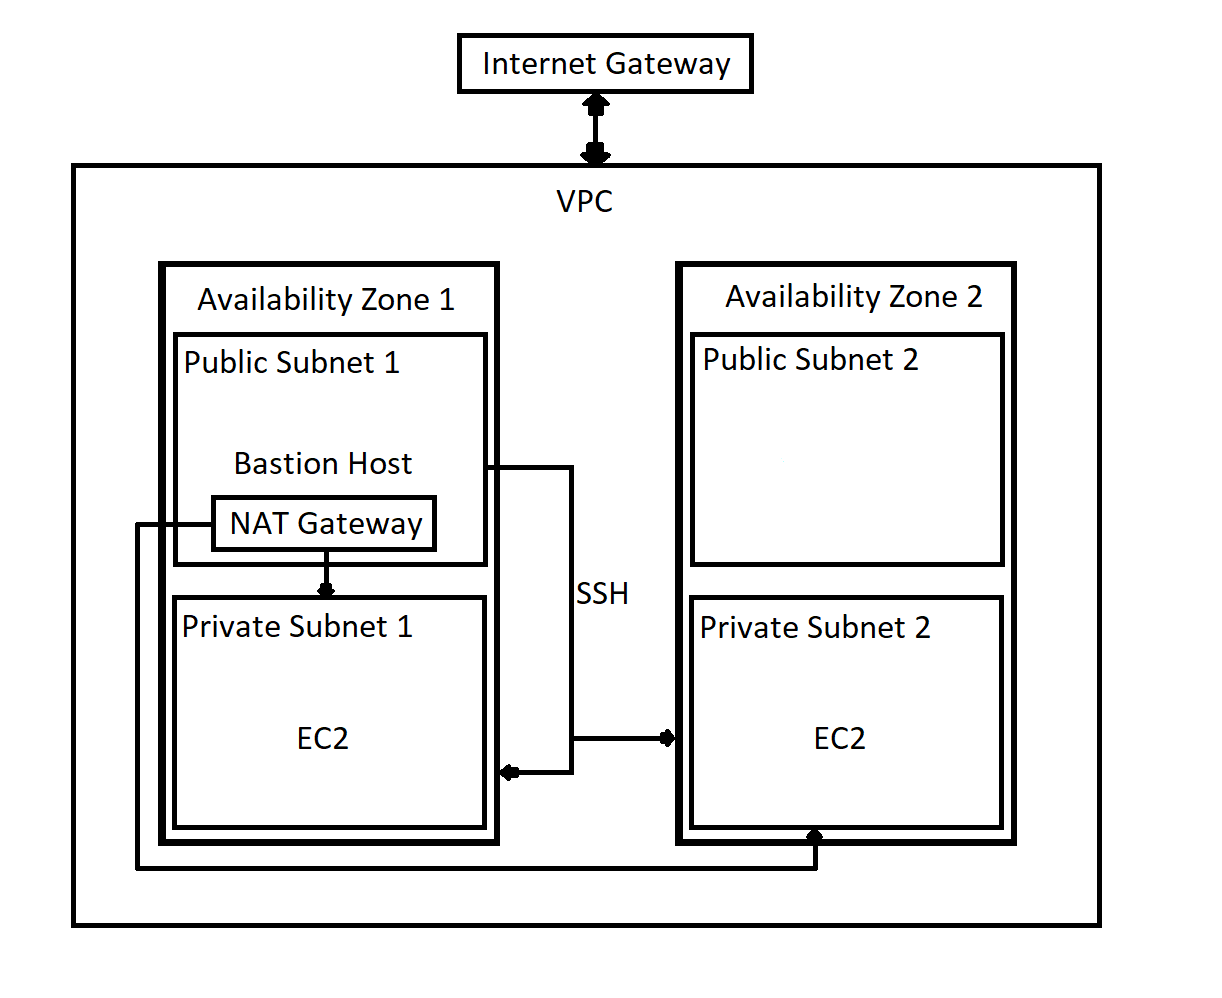 Internet Gateway
VPC
Availability Zone 1
Public Subnet 1
Bastion Host
NAT Gateway
Private Subnet 1
EC2
SSH
Availability Zone 2
Public Subnet 2
Private Subnet 2
EC2